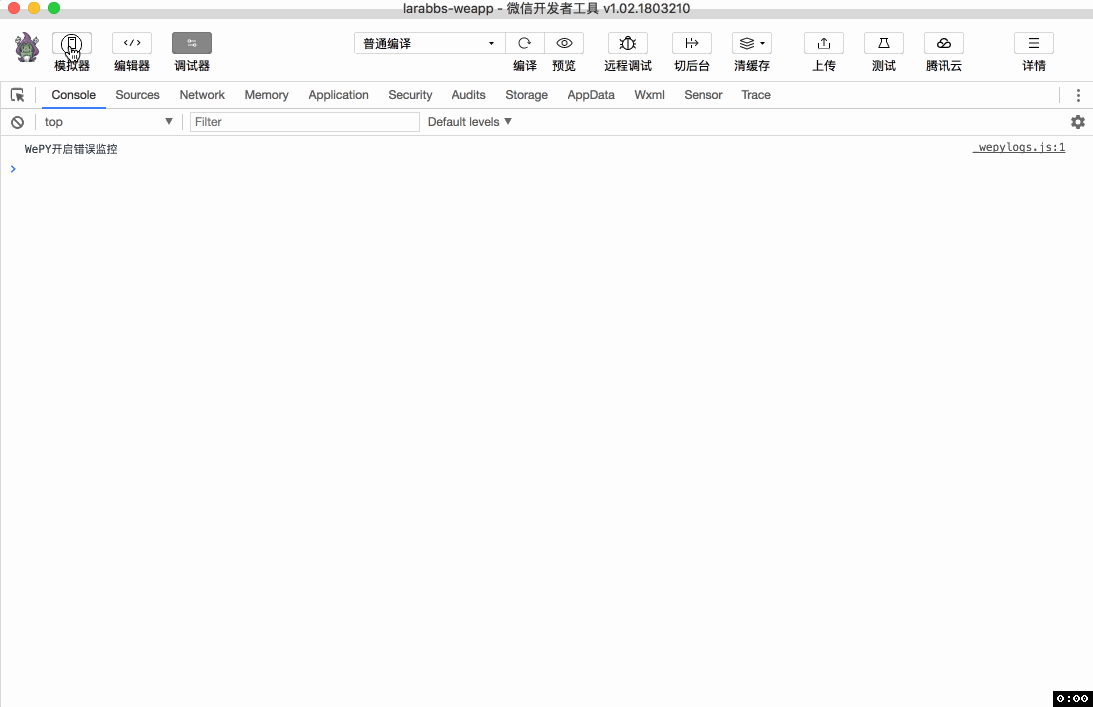 larabbs-weapp - 微信开发者工具 v1.02.1803210
普通编译
模拟器 编辑器 调试器 编译 预览 远程调试 切后台 清缓存 上传 测试 腾讯云 详情
Console Sources Network Memory Application Security Audits Storage AppData Wxml Sensor Trace
top Filter Default levels
WePY开启错误监控 _wepylogs.js:1
0:00